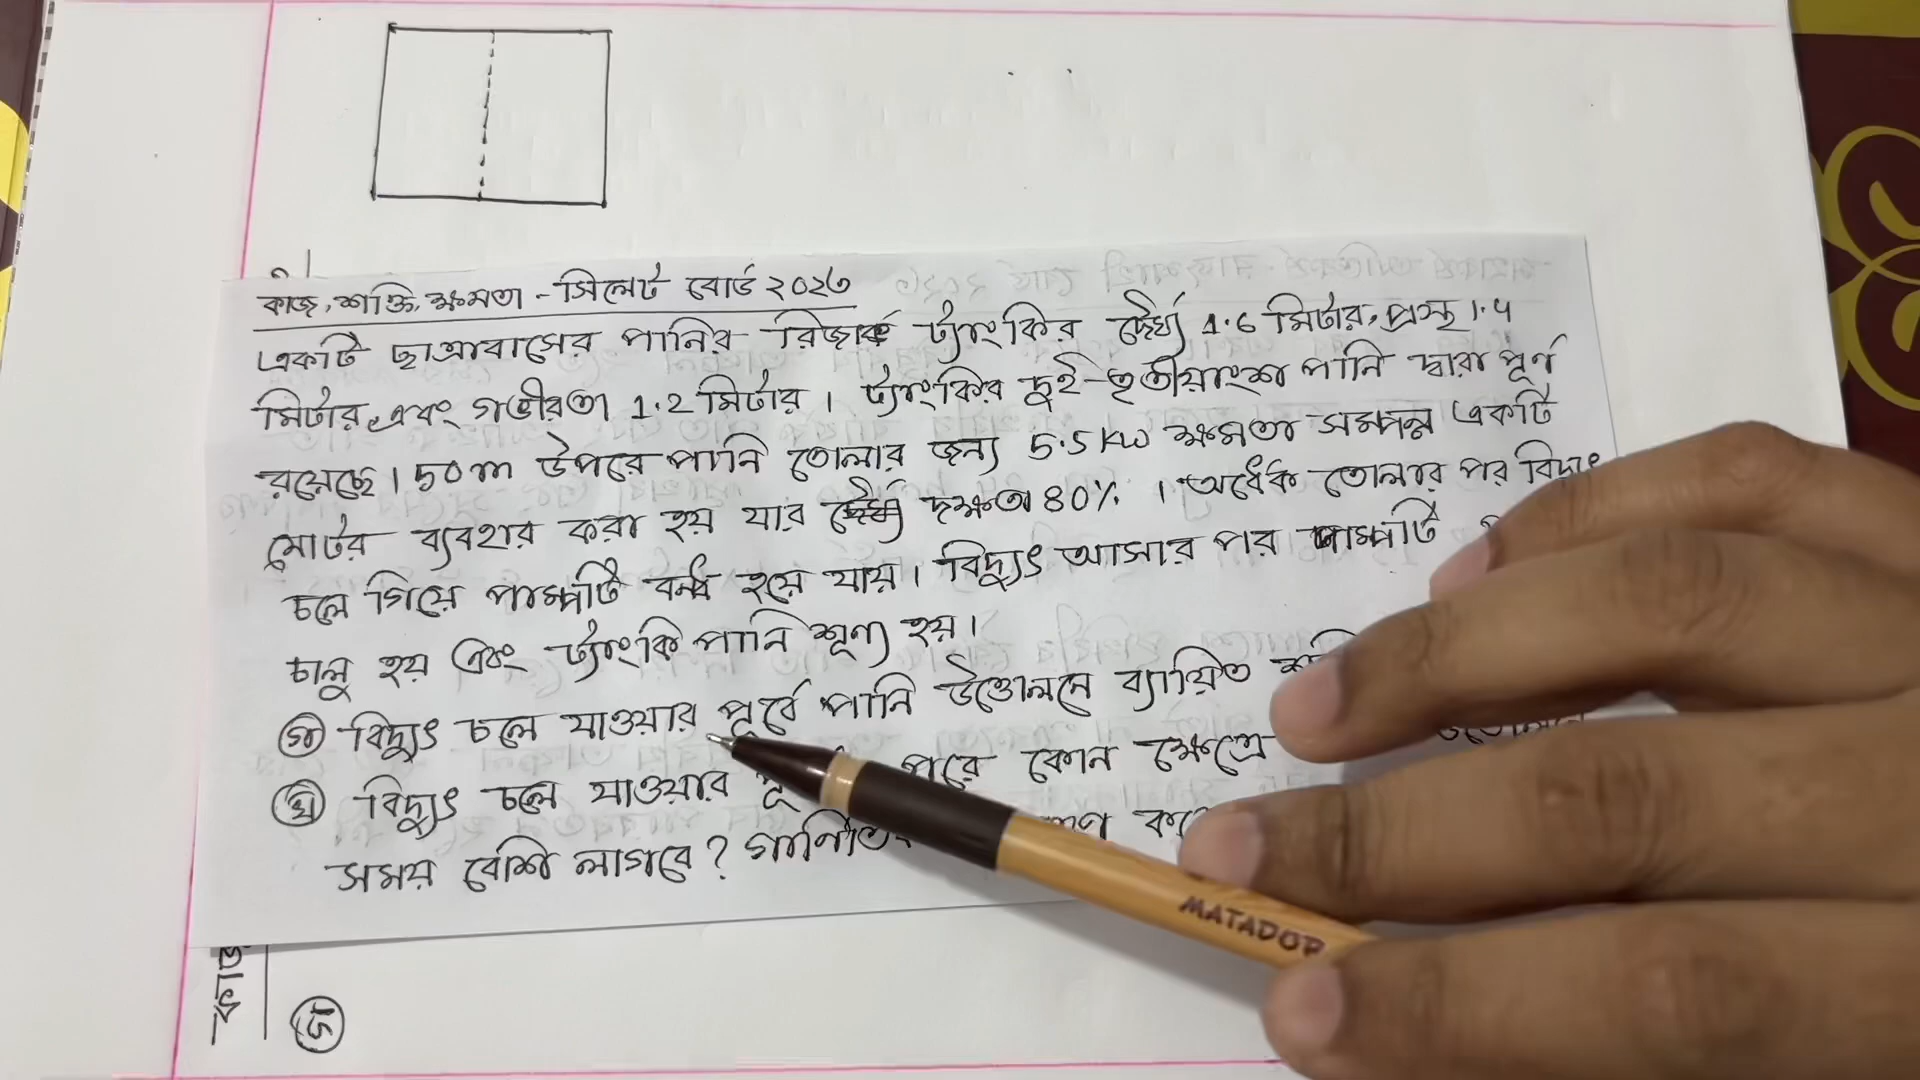 কাজ, শক্তি, ক্ষমতা - সিলেট বোর্ড ২০২৩
একটি ছাত্রাবাসের পানির রিজার্ভ ট্যাংকির দৈর্ঘ্য 1.6 মিটার, প্রস্থ 1.4
মিটার, এবং গভীরতা 1.2 মিটার। ট্যাংকির দুই-তৃতীয়াংশ পানি দ্বারা পূর্ণ
রয়েছে। 50 m উপরে পানি তোলার জন্য 5.5 kW ক্ষমতা সম্পন্ন একটি
মোটর ব্যবহার করা হয় যার দক্ষতা 80%। অর্ধেক তোলার পর বিদ্যুৎ
চলে গিয়ে পাম্পটি বন্ধ হয়ে যায়। বিদ্যুৎ আসার পর পাম্পটি
চালু হয় এবং ট্যাংকি পানি শূণ্য হয়।
গ বিদ্যুৎ চলে যাওয়ার পূর্বে পানি উত্তোলনে ব্যায়িত
ঘ বিদ্যুৎ চলে যাওয়ার পরে কোন ক্ষেত্রে
সময় বেশি লাগবে?
MATADOR